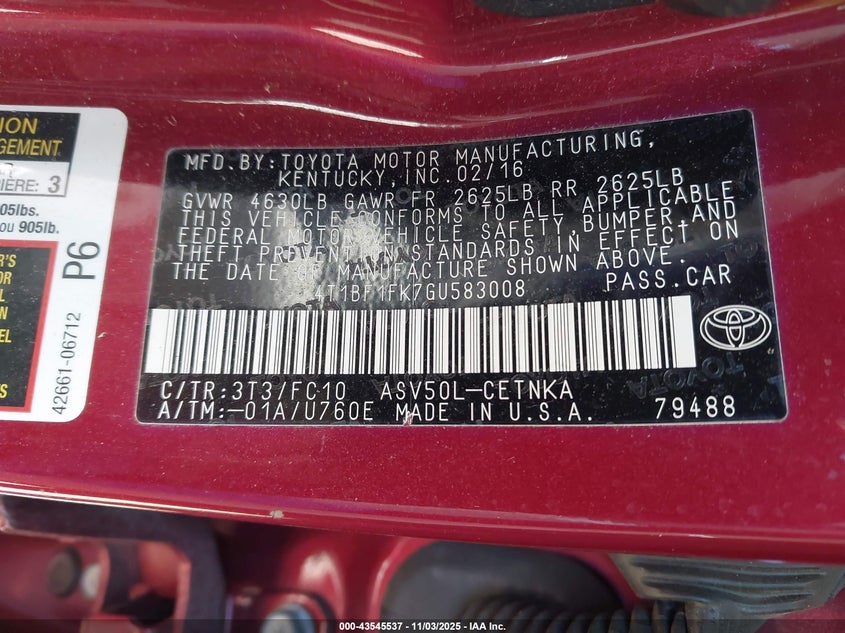 MFD.BY:TOYOTA MOTOR MANUFACTURING,
KENTUCKY, INC.02/16
GVWR 4630LB GAWR FR 2625LB RR 2625LB
THIS VEHICLE CONFORMS TO ALL APPLICABLE
FEDERAL MOTOR VEHICLE SAFETY,BUMPER,AND
THEFT PREVENTION STANDARDS IN EFFECT ON
THE DATE OF MANUFACTURE SHOWN ABOVE.
4T1BF1FK7GU583008 PASS.CAR
C/TR:3T3/FC10 ASV50L-CETNKA
A/TM:-01A/U760E MADE IN U.S.A. 79488
TOYOTA
GEMENT
IERE: 3
05lbs.
ou 905lb.
P6
42661-06712
000-43545537 - 11/03/2025 - IAA Inc.